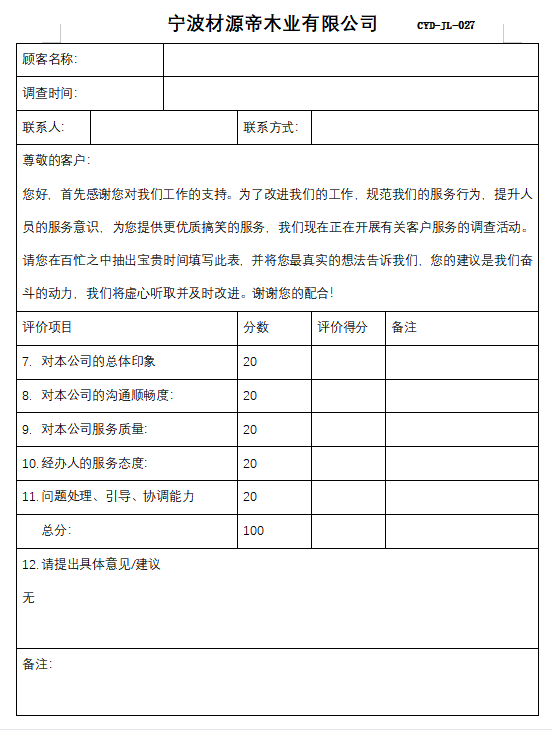 宁波材源帝木业有限公司 CYD-JL-027
顾客名称：
调查时间：
联系人： 联系方式：
尊敬的客户：
您好，首先感谢您对我们工作的支持。为了改进我们的工作，规范我们的服务行为，提升人
员的服务意识，为您提供更优质搞笑的服务，我们现在正在开展有关客户服务的调查活动。
请您在百忙之中抽出宝贵时间填写此表，并将您最真实的想法告诉我们，您的建议是我们奋
斗的动力，我们将虚心听取并及时改进。谢谢您的配合！
评价项目 分数 评价得分 备注
7. 对本公司的总体印象 20
8. 对本公司的沟通顺畅度： 20
9. 对本公司服务质量： 20
10. 经办人的服务态度： 20
11. 问题处理、引导、协调能力 20
总分： 100
12. 请提出具体意见/建议
无
备注：